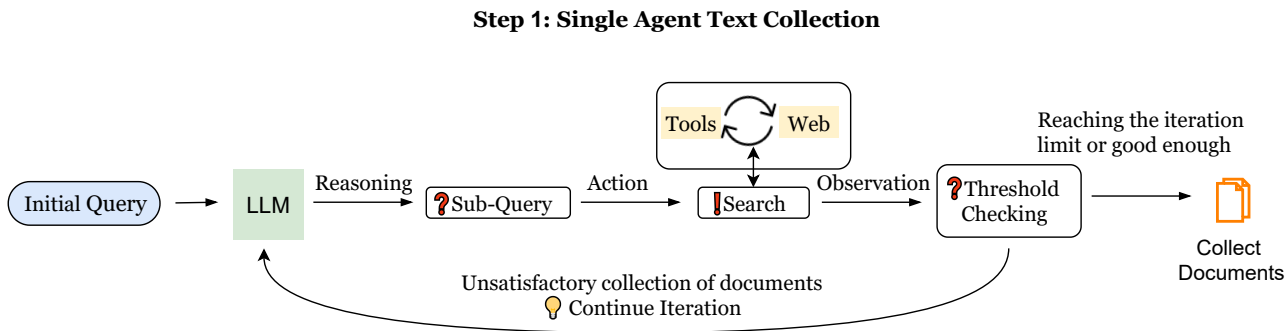 Step 1: Single Agent Text Collection
Tools
Web
Reaching the iteration
limit or good enough
Initial Query
LLM
Reasoning
Sub-Query
Action
Search
Observation
Threshold
Checking
Collect
Documents
Unsatisfactory collection of documents
Continue Iteration